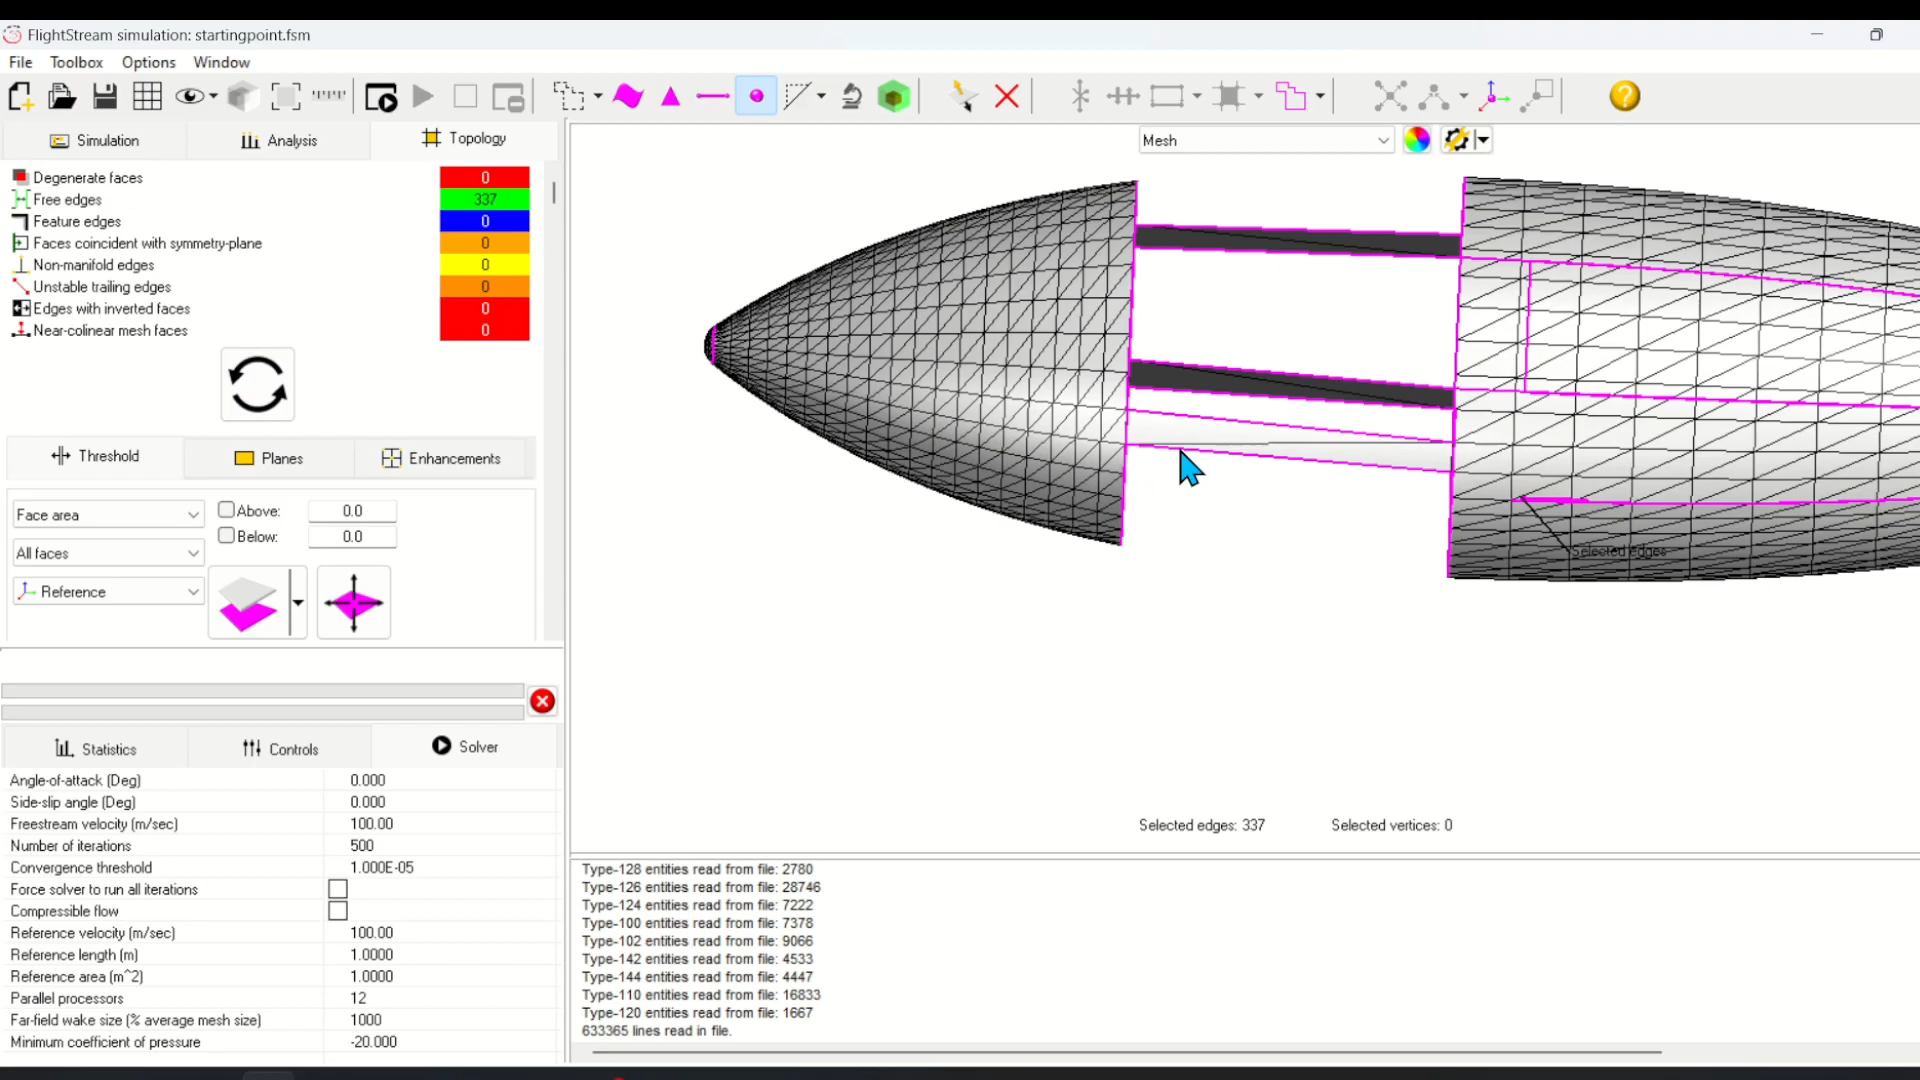 FlightStream simulation: startingpoint.fsm
File Toolbox Options Window
?
Simulation Analysis Topology
Mesh
Degenerate faces 0
Free edges 337
Feature edges 0
Faces coincident with symmetry-plane 0
Non-manifold edges 0
Unstable trailing edges 0
Edges with inverted faces 0
Near-colinear mesh faces 0
Threshold Planes Enhancements
Face area Above: 0.0
Below: 0.0
All faces
Reference
Selected edges
Statistics Controls Solver
Angle-of-attack (Deg) 0.000
Side-slip angle (Deg) 0.000
Freestream velocity (m/sec) 100.00
Number of iterations 500
Convergence threshold 1.000E-05
Force solver to run all iterations
Compressible flow
Reference velocity (m/sec) 100.00
Reference length (m) 1.0000
Reference area (m^2) 1.0000
Parallel processors 12
Far-field wake size (% average mesh size) 1000
Minimum coefficient of pressure -20.000
Selected edges: 337 Selected vertices: 0
Type-128 entities read from file: 2780
Type-126 entities read from file: 28746
Type-124 entities read from file: 7222
Type-100 entities read from file: 7378
Type-102 entities read from file: 9066
Type-142 entities read from file: 4533
Type-144 entities read from file: 4447
Type-110 entities read from file: 16833
Type-120 entities read from file: 1667
633365 lines read in file.